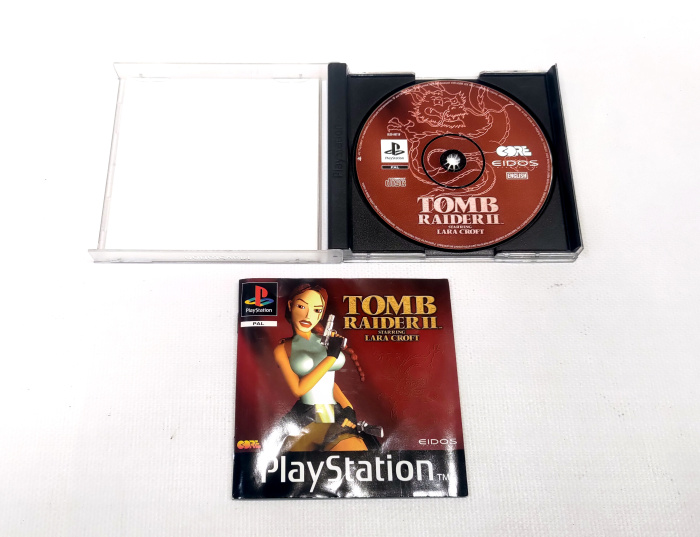 PlayStation
PAL
CORE
EIDOS
ENGLISH
TOMB
RAIDER II
STARRING
LARA CROFT
PlayStation
PAL
TOMB
RAIDER II
STARRING
LARA CROFT
CORE
EIDOS
PlayStation TM